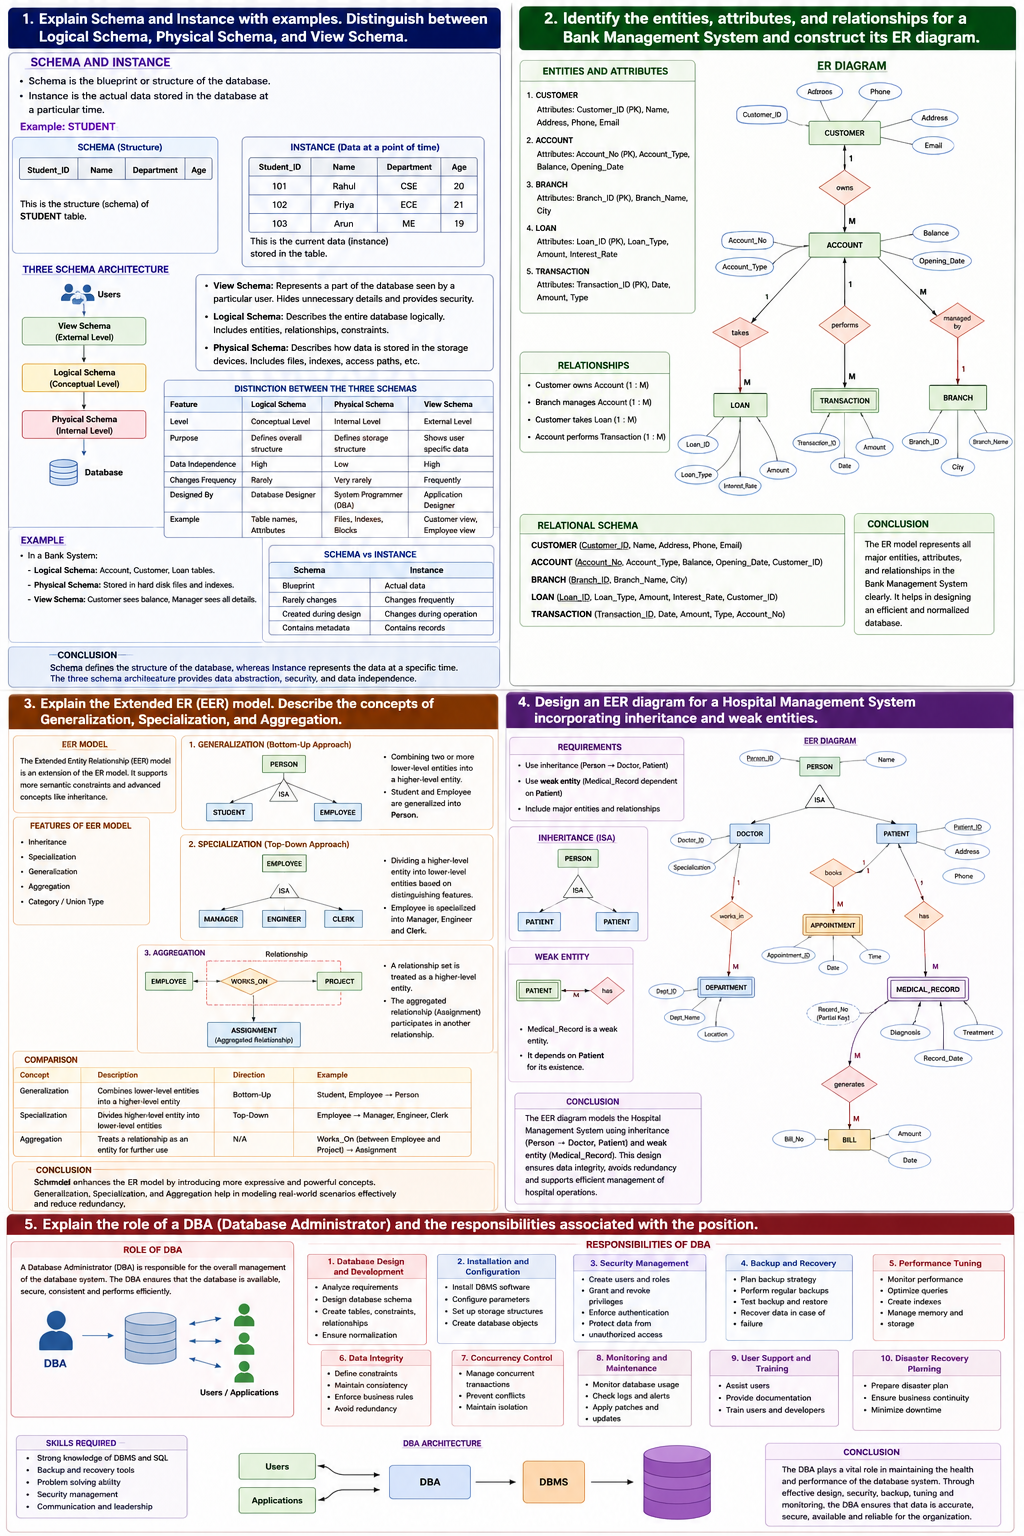 1. Explain Schema and Instance with examples. Distinguish between
Logical Schema, Physical Schema, and View Schema.
SCHEMA AND INSTANCE
• Schema is the blueprint or structure of the database.
• Instance is the actual data stored in the database at
a particular time.
Example: STUDENT
SCHEMA (Structure)
Student_ID Name Department Age
This is the structure (schema) of
STUDENT table.
INSTANCE (Data at a point of time)
Student_ID Name Department Age
101 Rahul CSE 20
102 Priya ECE 21
103 Arun ME 19
This is the current data (instance)
stored in the table.
THREE SCHEMA ARCHITECTURE
Users
View Schema
(External Level)
Logical Schema
(Conceptual Level)
Physical Schema
(Internal Level)
Database
• View Schema: Represents a part of the database seen by a
particular user. Hides unnecessary details and provides security.
• Logical Schema: Describes the entire database logically.
Includes entities, relationships, constraints.
• Physical Schema: Describes how data is stored in the storage
devices. Includes files, indexes, access paths, etc.
DISTINCTION BETWEEN THE THREE SCHEMAS
Feature Logical Schema Physical Schema View Schema
Level Conceptual Level Internal Level External Level
Purpose Defines overall Defines storage Shows user
structure structure specific data
Data Independence High Low High
Changes Frequency Rarely Very rarely Frequently
Designed By Database Designer System Programmer Application
(DBA) Designer
Example Table names, Files, Indexes, Customer view,
Attributes Blocks Employee view
EXAMPLE
• In a Bank System:
- Logical Schema: Account, Customer, Loan tables.
- Physical Schema: Stored in hard disk files and indexes.
- View Schema: Customer sees balance, Manager sees all details.
SCHEMA vs INSTANCE
Schema Instance
Blueprint Actual data
Rarely changes Changes frequently
Created during design Changes during operation
Contains metadata Contains records
CONCLUSION
Schema defines the structure of the database, whereas Instance represents the data at a specific time.
The three schema architeeature provides data abstraction, security, and data independence.
2. Identify the entities, attributes, and relationships for a
Bank Management System and construct its ER diagram.
ENTITIES AND ATTRIBUTES
1. CUSTOMER
Attributes: Customer_ID (PK), Name,
Address, Phone, Email
2. ACCOUNT
Attributes: Account_No (PK), Account_Type,
Balance, Opening_Date
3. BRANCH
Attributes: Branch_ID (PK), Branch_Name,
City
4. LOAN
Attributes: Loan_ID (PK), Loan_Type,
Amount, Interest_Rate
5. TRANSACTION
Attributes: Transaction_ID (PK), Date,
Amount, Type
RELATIONSHIPS
• Customer owns Account (1 : M)
• Branch manages Account (1 : M)
• Customer takes Loan (1 : M)
• Account performs Transaction (1 : M)
ER DIAGRAM
Phone
Customer_ID
Address
CUSTOMER
Email
1
owns
M
Account_No
Balance
ACCOUNT
Account_Type
Opening_Date
1
1
M
takes
performs
managed
by
M
M
1
LOAN
TRANSACTION
BRANCH
Loan_ID
Transaction_ID
Amount
Branch_ID
Branch_Name
Loan_Type
Amount
Date
City
Interest_Rate
RELATIONAL SCHEMA
CUSTOMER (Customer_ID, Name, Address, Phone, Email)
ACCOUNT (Account_No, Account_Type, Balance, Opening_Date, Customer_ID)
BRANCH (Branch_ID, Branch_Name, City)
LOAN (Loan_ID, Loan_Type, Amount, Interest_Rate, Customer_ID)
TRANSACTION (Transaction_ID, Date, Amount, Type, Account_No)
CONCLUSION
The ER model represents all
major entities, attributes,
and relationships in the
Bank Management System
clearly. It helps in designing
an efficient and normalized
database.
3. Explain the Extended ER (EER) model. Describe the concepts of
Generalization, Specialization, and Aggregation.
EER MODEL
The Extended Entity Relationship (EER) model
is an extension of the ER model. It supports
more semantic constraints and advanced
concepts like inheritance.
FEATURES OF EER MODEL
• Inheritance
• Specialization
• Generalization
• Aggregation
• Category / Union Type
1. GENERALIZATION (Bottom-Up Approach)
PERSON
ISA
STUDENT
EMPLOYEE
• Combining two or more
lower-level entities into
a higher-level entity.
• Student and Employee
are generalized into
Person.
2. SPECIALIZATION (Top-Down Approach)
EMPLOYEE
ISA
MANAGER
ENGINEER
CLERK
• Dividing a higher-level
entity into lower-level
entities based on
distinguishing features.
• Employee is specialized
into Manager, Engineer
and Clerk.
3. AGGREGATION
Relationship
EMPLOYEE
WORKS_ON
PROJECT
ASSIGNMENT
(Aggregated Relationship)
• A relationship set is
treated as a higher-level
entity.
• The aggregated
relationship (Assignment)
participates in another
relationship.
COMPARISON
Concept Description Direction Example
Generalization Combines lower-level entities Bottom-Up Student, Employee → Person
into a higher-level entity
Specialization Divides higher-level entity into Top-Down Employee → Manager, Engineer, Clerk
lower-level entities
Aggregation Treats a relationship as an N/A Works_On (between Employee and
entity for further use Project) → Assignment
CONCLUSION
Schmdel enhances the ER model by introducing more expressive and powerful concepts.
Generalization, Specialization, and Aggregation help in modeling real-world scenarios effectively
and reduce redundancy,
4. Design an EER diagram for a Hospital Management System
incorporating inheritance and weak entities.
REQUIREMENTS
• Use inheritance (Person → Doctor, Patient)
• Use weak entity (Medical_Record dependent
on Patient)
• Include major entities and relationships
INHERITANCE (ISA)
PERSON
ISA
PATIENT
PATIENT
WEAK ENTITY
PATIENT
M
has
• Medical_Record is a weak
entity.
• It depends on Patient
for its existence.
CONCLUSION
The EER diagram models the Hospital
Management System using inheritance
(Person → Doctor, Patient) and weak
entity (Medical_Record). This design
ensures data integrity, avoids redundancy
and supports efficient management of
hospital operations.
EER DIAGRAM
Person_ID
Name
PERSON
ISA
Doctor_ID
DOCTOR
PATIENT
Patient_ID
Specialization
Address
Phone
1
books
1
1
M
works_in
APPOINTMENT
has
Appointment_ID
Date
Time
M
M
Dept_ID
DEPARTMENT
MEDICAL_RECORD
Dept_Name
Location
Record_No
(Partial Key)
Diagnosis
Treatment
Record_Date
M
generates
M
Bill_No
BILL
Amount
Date
5. Explain the role of a DBA (Database Administrator) and the responsibilities associated with the position.
ROLE OF DBA
A Database Administrator (DBA) is responsible for the overall management
of the database system. The DBA ensures that the database is available,
secure, consistent and performs efficiently.
DBA
Users / Applications
RESPONSIBILITIES OF DBA
1. Database Design
and Development
• Analyze requirements
• Design database schema
• Create tables, constraints,
relationships
• Ensure normalization
2. Installation and
Configuration
• Install DBMS software
• Configure parameters
• Set up storage structures
• Create database objects
3. Security Management
• Create users and roles
• Grant and revoke
privileges
• Enforce authentication
• Protect data from
• unauthorized access
4. Backup and Recovery
• Plan backup strategy
• Perform regular backups
• Test backup and restore
• Recover data in case of
• failure
5. Performance Tuning
• Monitor performance
• Optimize queries
• Create indexes
• Manage memory and
• storage
6. Data Integrity
• Define constraints
• Maintain consistency
• Enforce business rules
• Avoid redundancy
7. Concurrency Control
• Manage concurrent
transactions
• Prevent conflicts
• Maintain isolation
8. Monitoring and
Maintenance
• Monitor database usage
• Check logs and alerts
• Apply patches and
• updates
9. User Support and
Training
• Assist users
• Provide documentation
• Train users and developers
10. Disaster Recovery
Planning
• Prepare disaster plan
• Ensure business continuity
• Minimize downtime
SKILLS REQUIRED
• Strong knowledge of DBMS and SQL
• Backup and recovery tools
• Problem solving ability
• Security management
• Communication and leadership
DBA ARCHITECTURE
Users
Applications
DBA
DBMS
CONCLUSION
The DBA plays a vital role in maintaining the health
and performance of the database system. Through
effective design, security, backup, tuning and
monitoring, the DBA ensures that data is accurate,
secure, available and reliable for the organization.